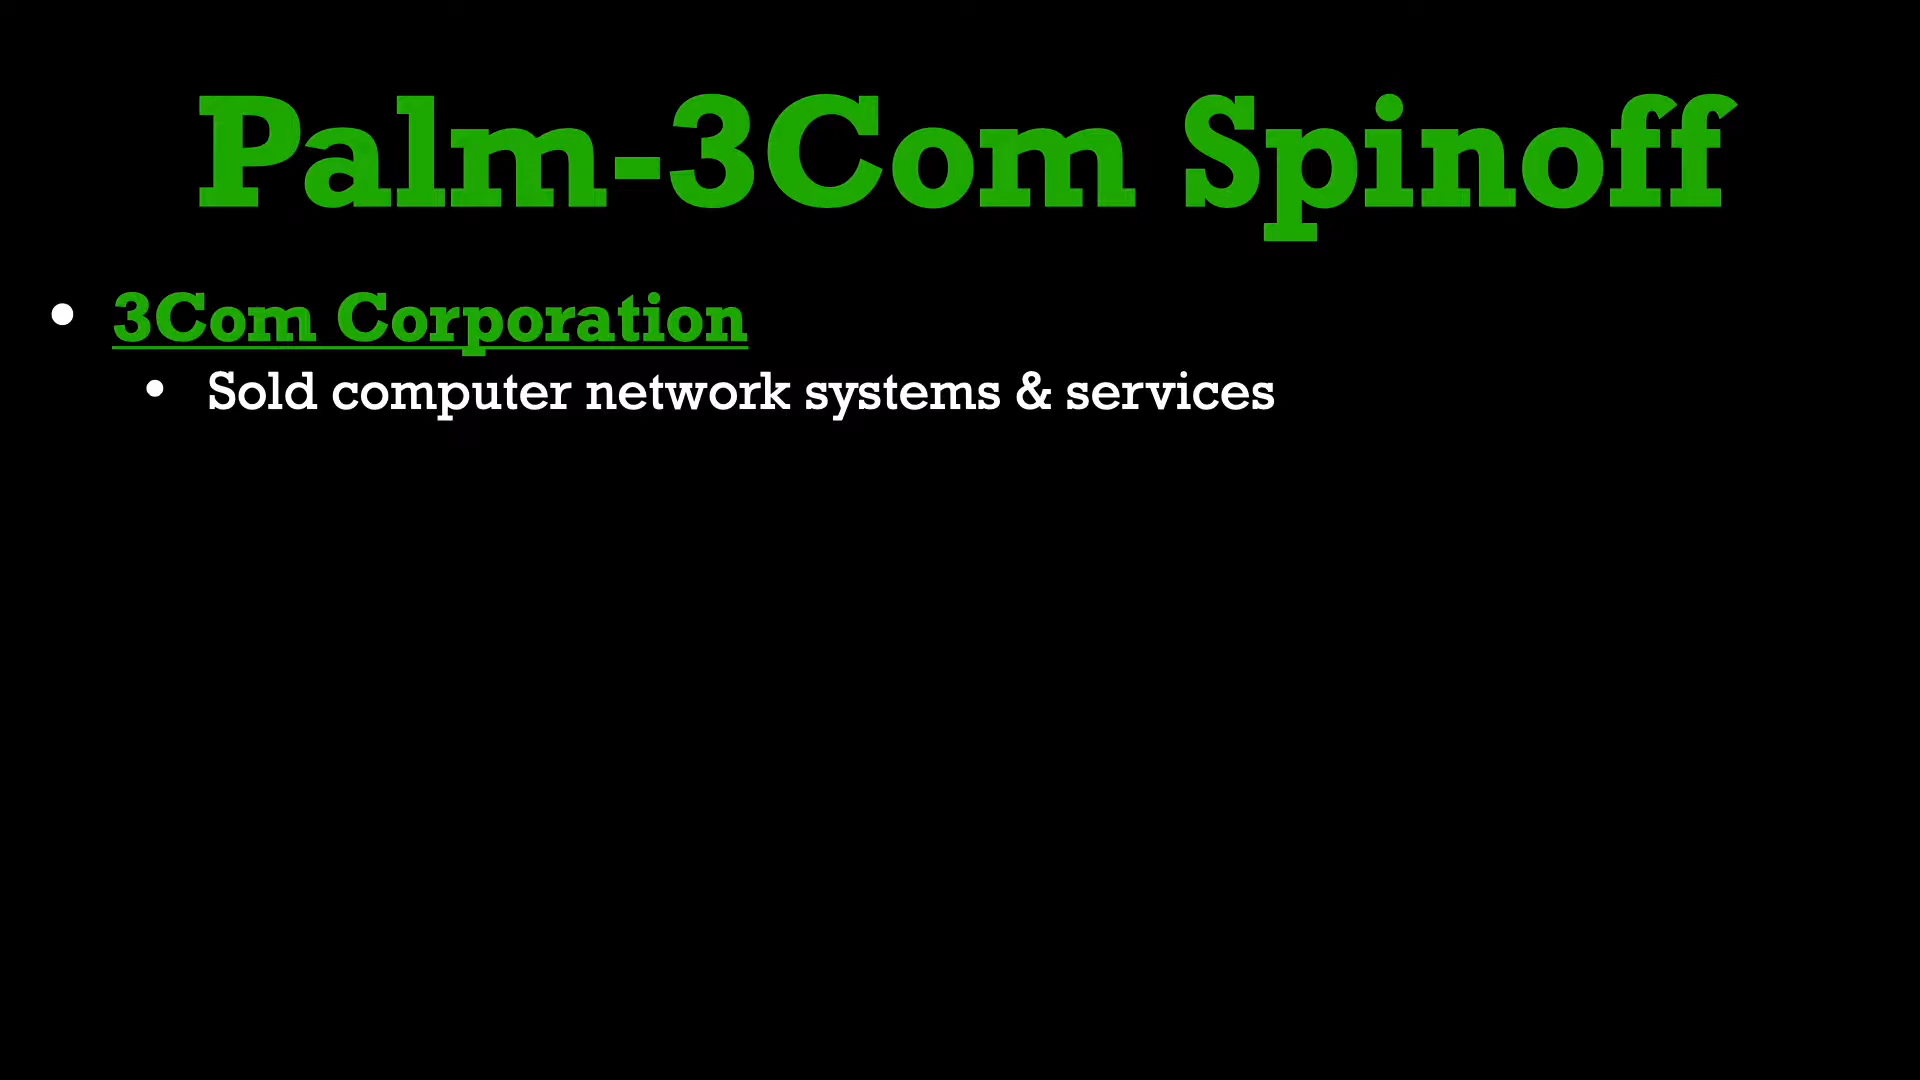 Palm-3Com Spinoff
• 3Com Corporation
• Sold computer network systems & services